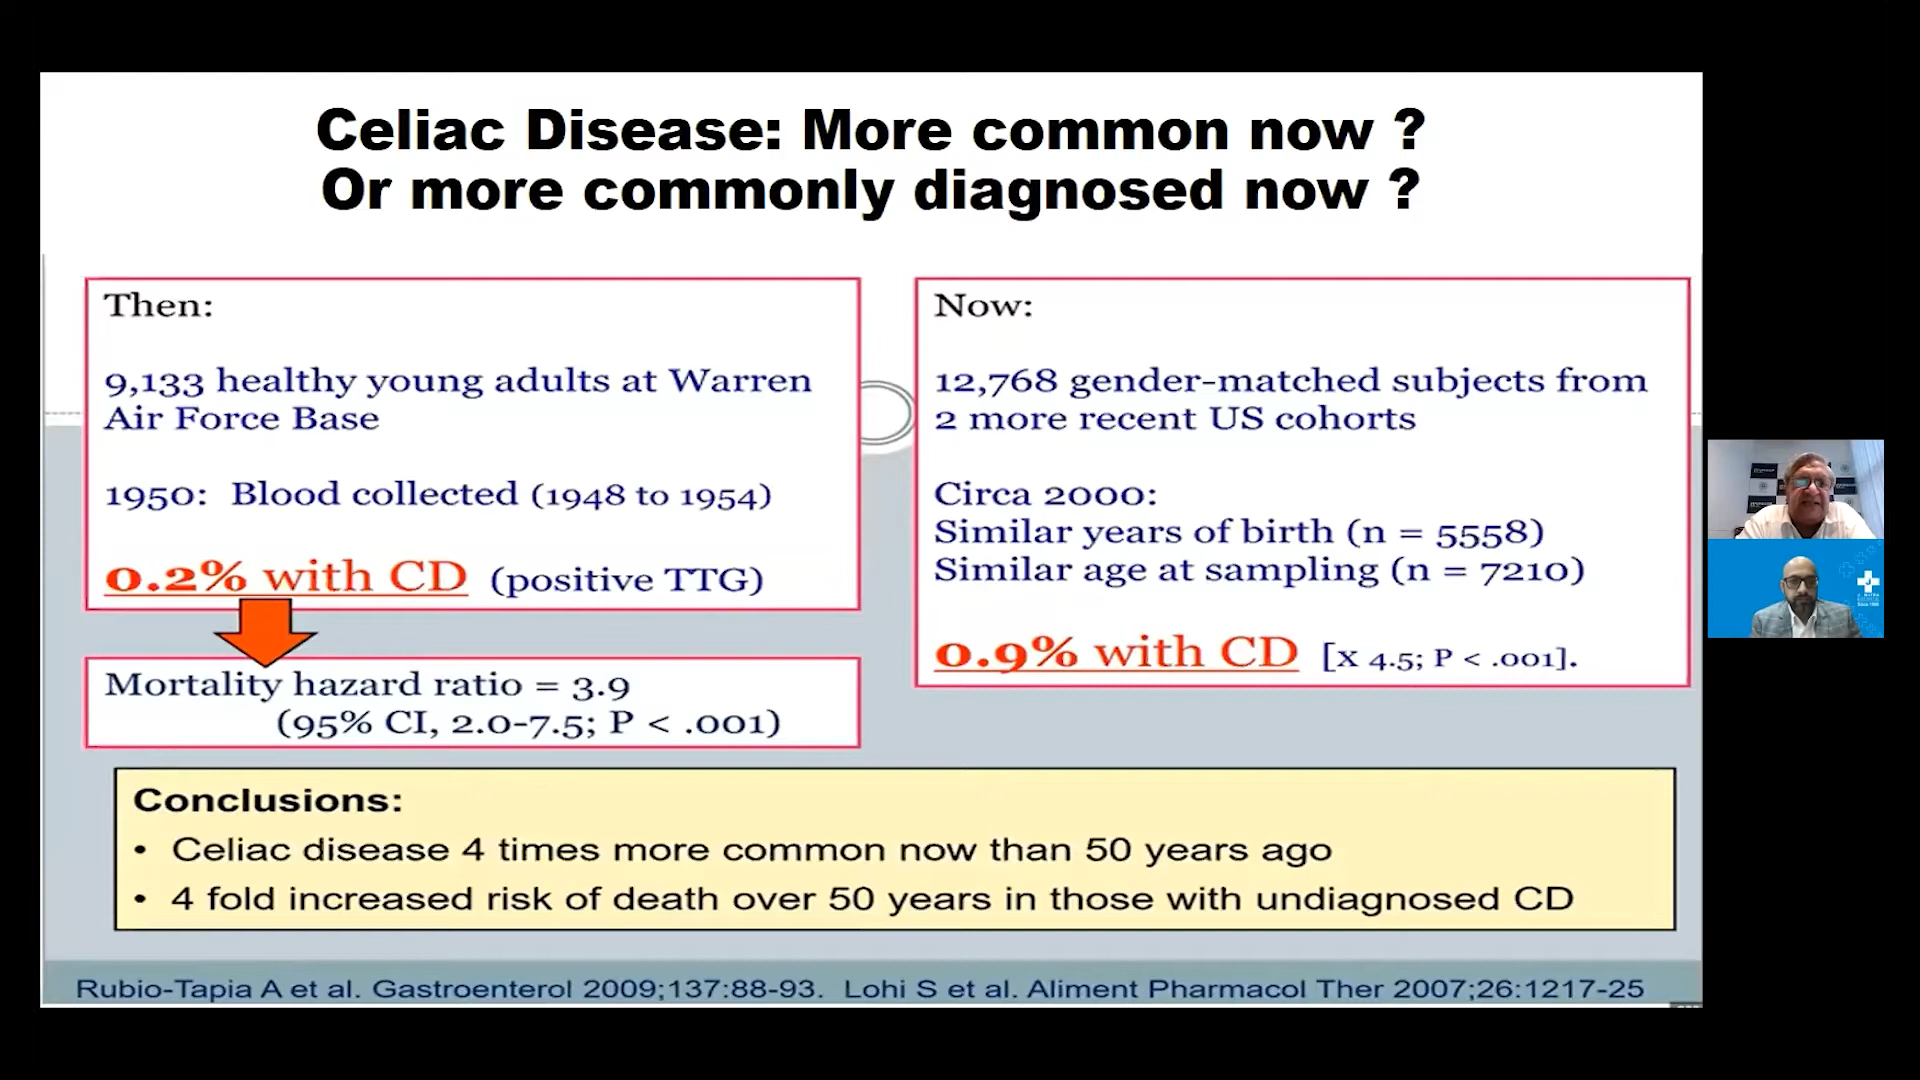 Celiac Disease: More common now ?
Or more commonly diagnosed now ?
Then:
9,133 healthy young adults at Warren
Air Force Base
1950: Blood collected (1948 to 1954)
0.2% with CD (positive TTG)
Mortality hazard ratio = 3.9
(95% CI, 2.0-7.5; P < .001)
Now:
12,768 gender-matched subjects from
2 more recent US cohorts
Circa 2000:
Similar years of birth (n = 5558)
Similar age at sampling (n = 7210)
0.9% with CD [x 4.5; P < .001].
Conclusions:
• Celiac disease 4 times more common now than 50 years ago
• 4 fold increased risk of death over 50 years in those with undiagnosed CD
Rubio-Tapia A et al. Gastroenterol 2009;137:88-93. Lohi S et al. Aliment Pharmacol Ther 2007;26:1217-25